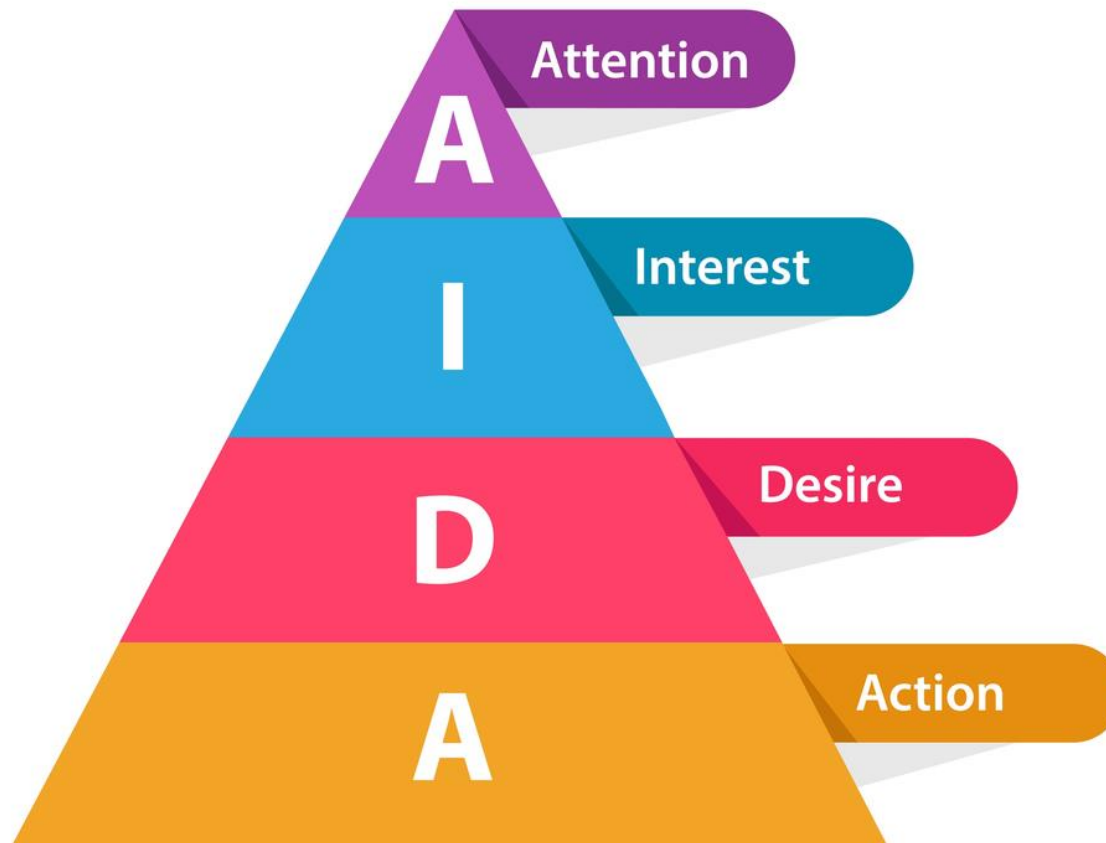 Attention
A
Interest
I
Desire
D
Action
A